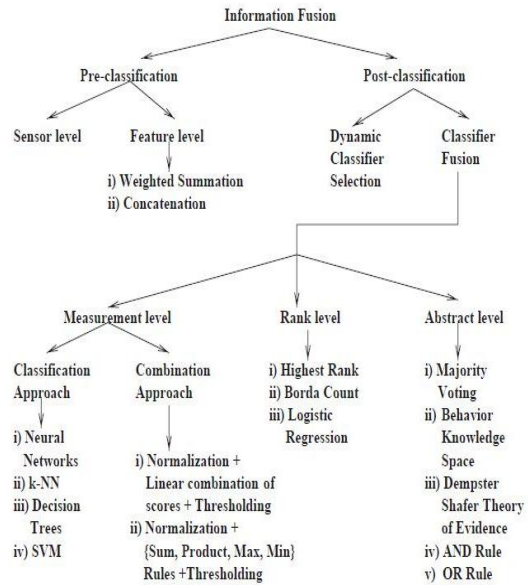 Information Fusion
Pre-classification
Post-classification
Sensor level
Feature level
i) Weighted Summation
ii) Concatenation
Dynamic
Classifier
Selection
Classifier
Fusion
Measurement level
Rank level
Abstract level
Classification
Approach
i) Neural
Networks
ii) k-NN
iii) Decision
Trees
iv) SVM
Combination
Approach
i) Normalization +
Linear combination of
scores + Thresholding
ii) Normalization +
{Sum, Product, Max, Min}
Rules +Thresholding
i) Highest Rank
ii) Borda Count
iii) Logistic
Regression
i) Majority
Voting
ii) Behavior
Knowledge
Space
iii) Dempster
Shafer Theory
of Evidence
iv) AND Rule
v) OR Rule